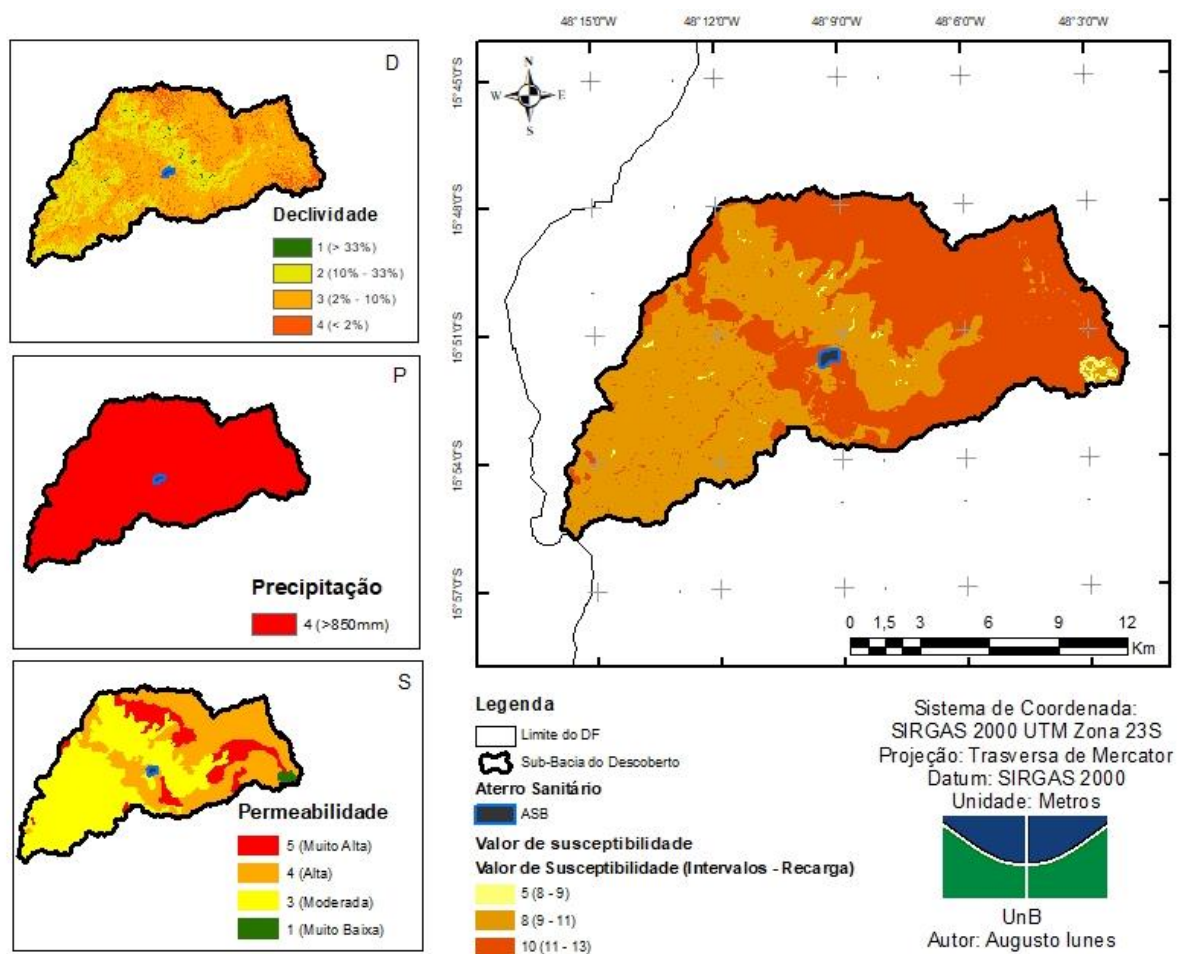 D
Declividade
1 (> 33%)
2 (10% - 33%)
3 (2% - 10%)
4 (< 2%)
P
Precipitação
4 (>850mm)
S
Permeabilidade
5 (Muito Alta)
4 (Alta)
3 (Moderada)
1 (Muito Baixa)
48°15'0"W 48°12'0"W 48°9'0"W 48°6'0"W 48°3'0"W
15°45'0"S
15°48'0"S
15°51'0"S
15°54'0"S
15°57'0"S
N
W E
S
0 1,5 3 6 9 12
Km
Legenda
Limite do DF
Sub-Bacia do Descoberto
Aterro Sanitário
ASB
Valor de susceptibilidade
Valor de Susceptibilidade (Intervalos - Recarga)
5 (8 - 9)
8 (9 - 11)
10 (11 - 13)
Sistema de Coordenada:
SIRGAS 2000 UTM Zona 23S
Projeção: Trasversa de Mercator
Datum: SIRGAS 2000
Unidade: Metros
UnB
Autor: Augusto Iunes